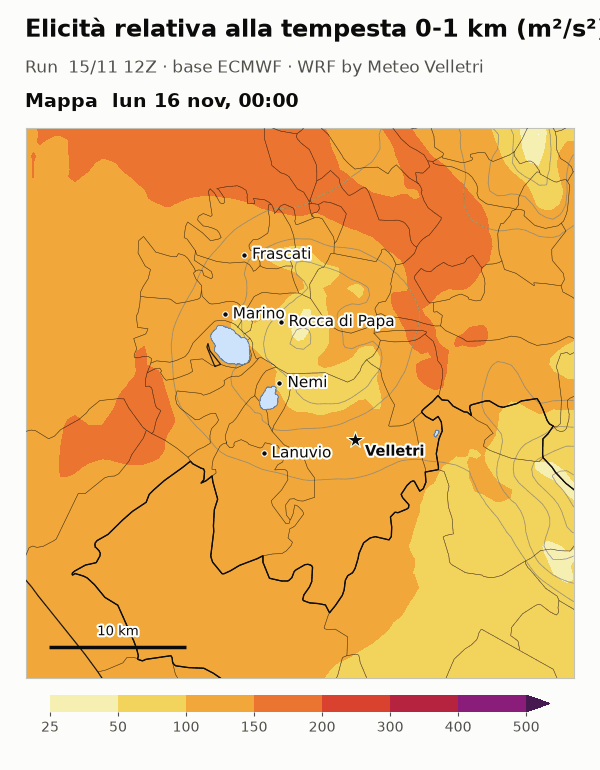 Elicità relativa alla tempesta 0-1 km (m²/s²)
Run 15/11 12Z · base ECMWF · WRF by Meteo Velletri
Mappa lun 16 nov, 00:00
Frascati
Marino
Rocca di Papa
Nemi
Velletri
Lanuvio
10 km
25 50 100 150 200 300 400 500